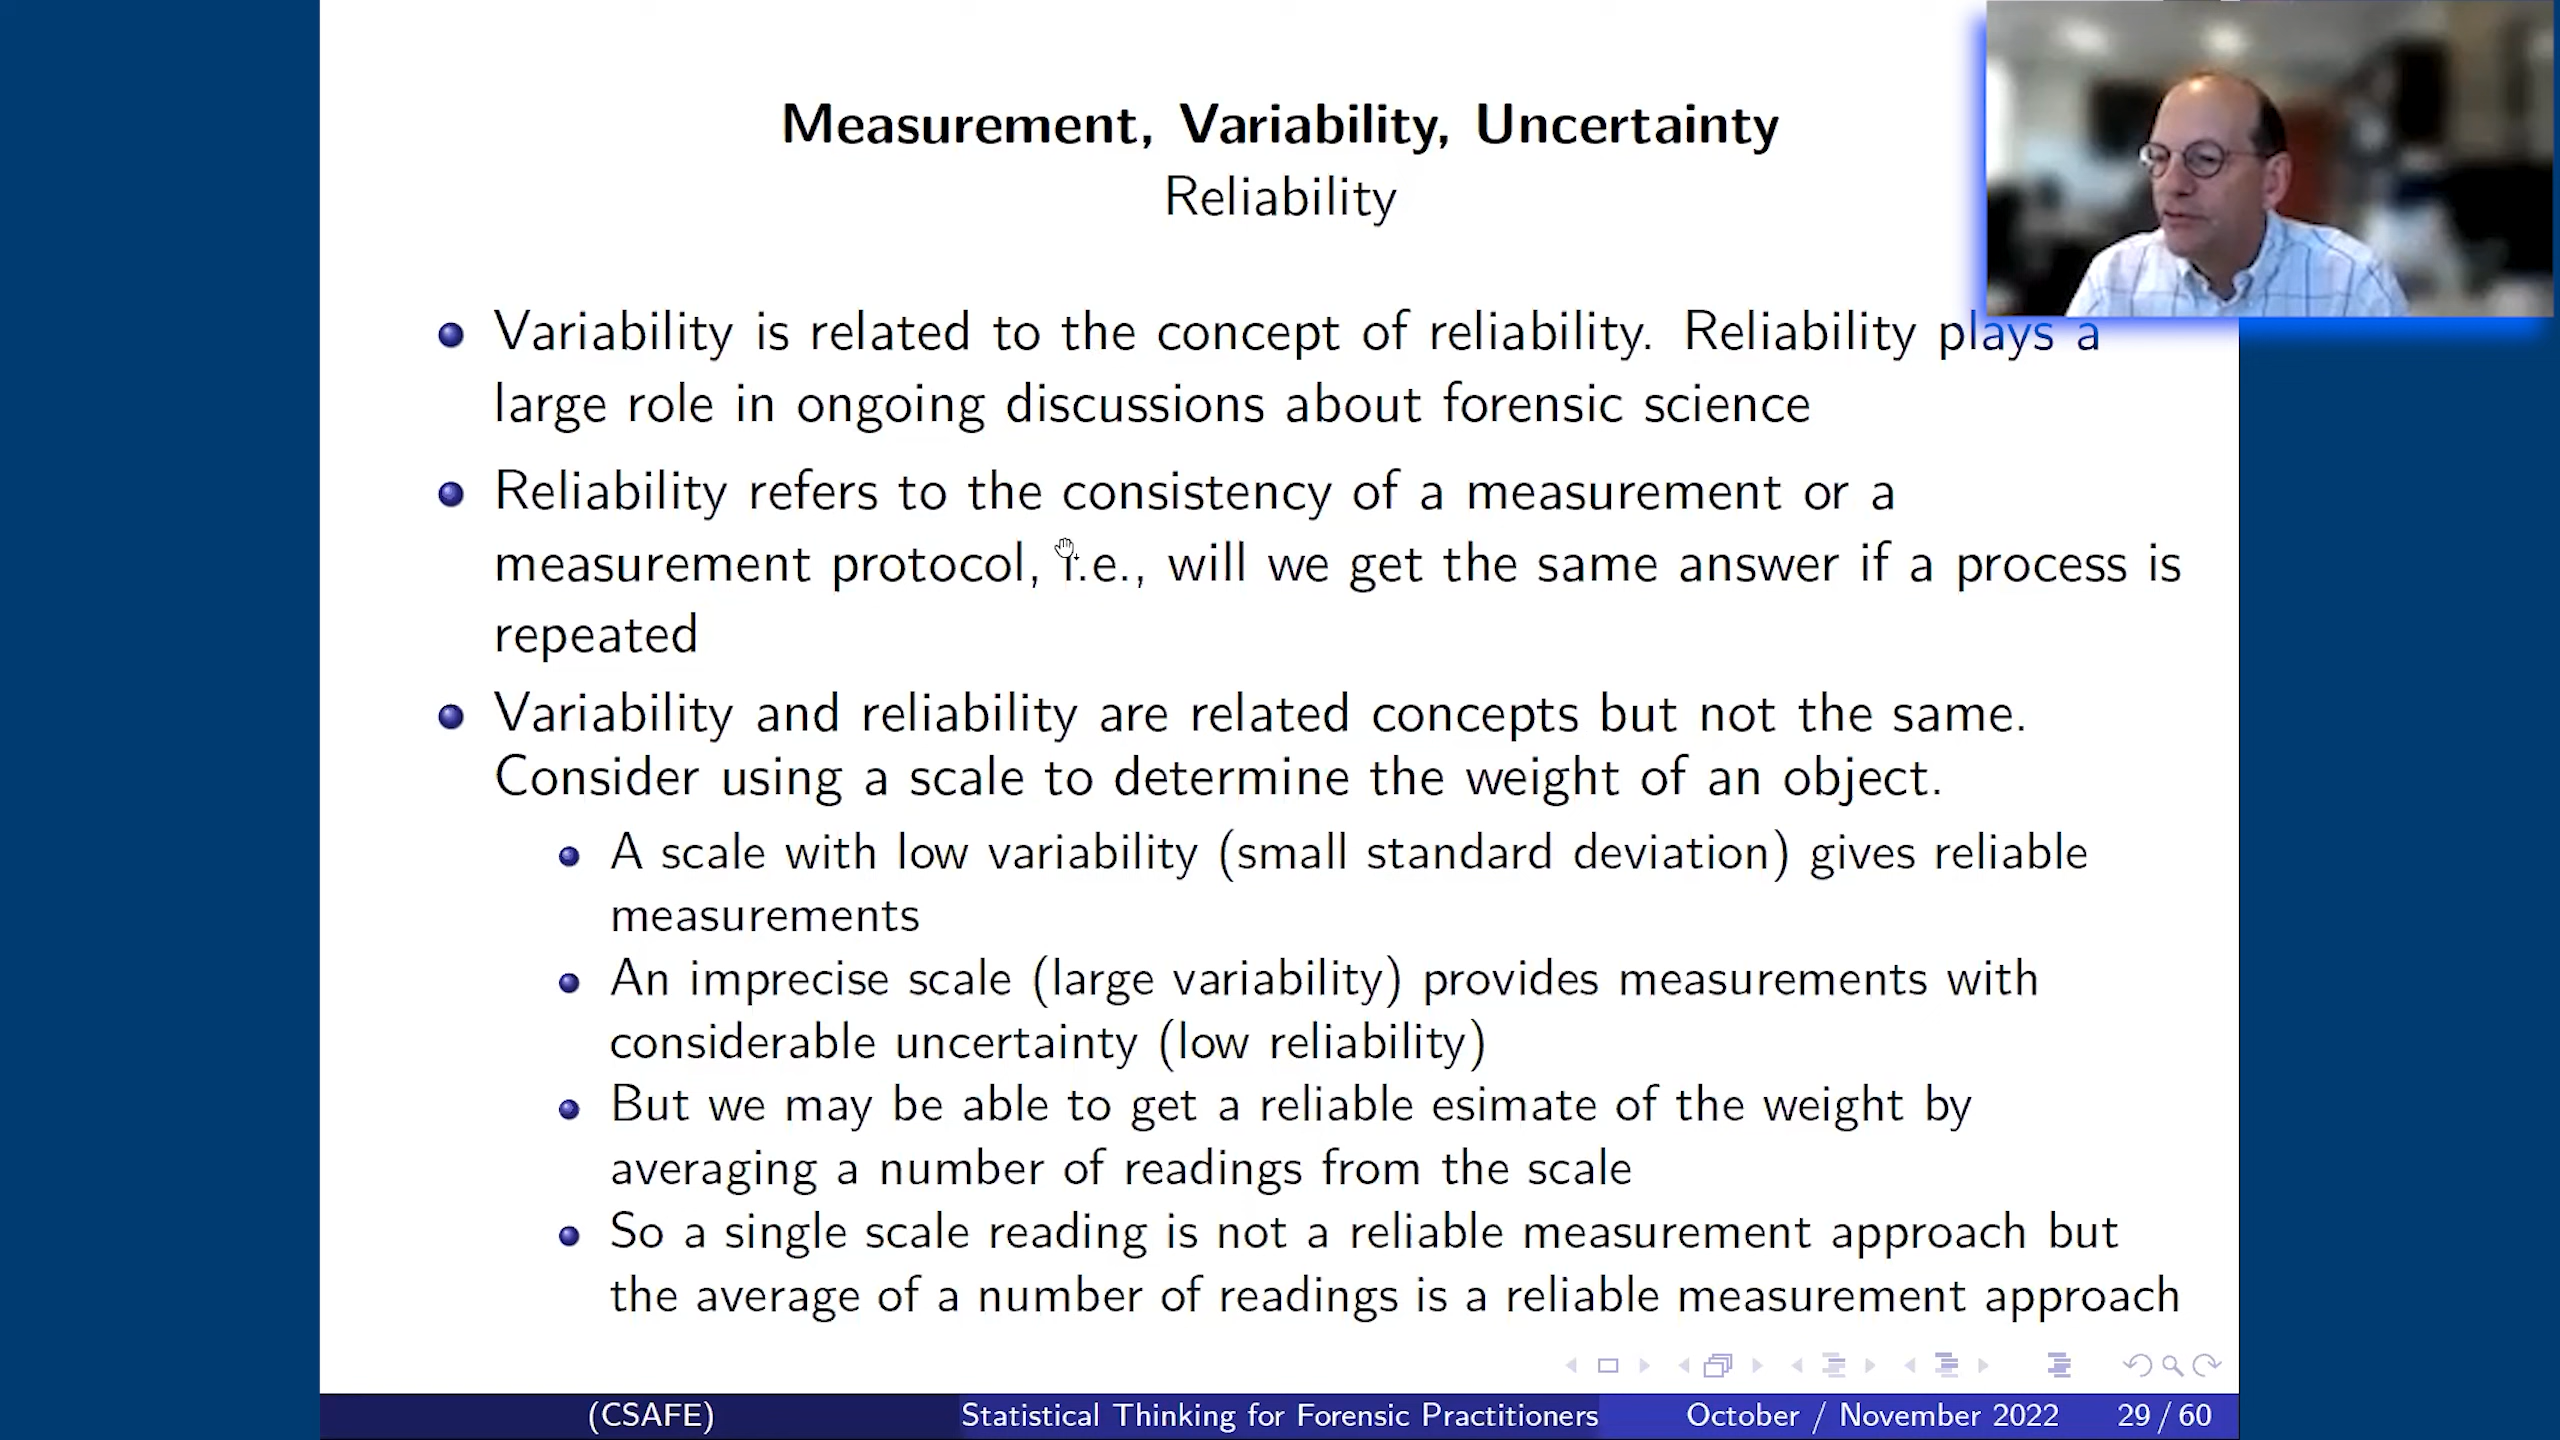 Measurement, Variability, Uncertainty
Reliability
Variability is related to the concept of reliability. Reliability plays a
large role in ongoing discussions about forensic science
Reliability refers to the consistency of a measurement or a
measurement protocol, i.e., will we get the same answer if a process is
repeated
Variability and reliability are related concepts but not the same.
Consider using a scale to determine the weight of an object.
A scale with low variability (small standard deviation) gives reliable
measurements
An imprecise scale (large variability) provides measurements with
considerable uncertainty (low reliability)
But we may be able to get a reliable esimate of the weight by
averaging a number of readings from the scale
So a single scale reading is not a reliable measurement approach but
the average of a number of readings is a reliable measurement approach
(CSAFE) Statistical Thinking for Forensic Practitioners October / November 2022 29 / 60